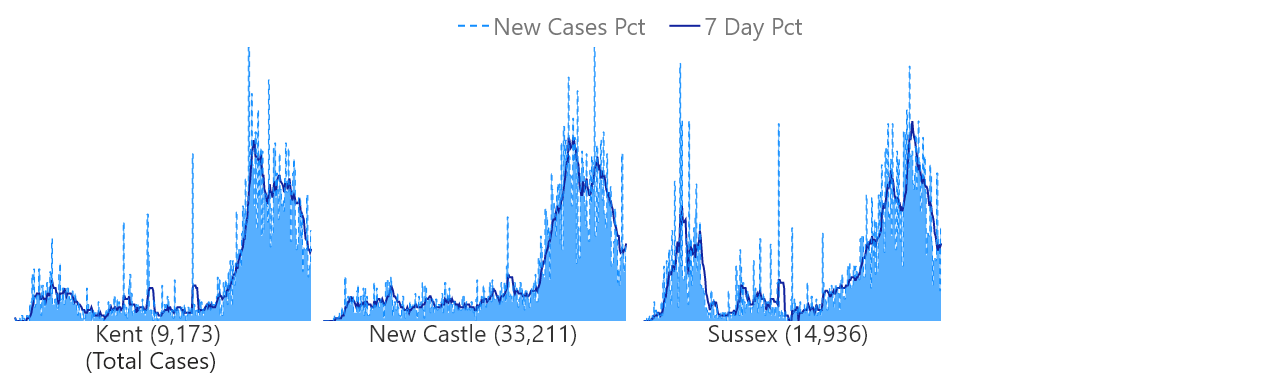 New Cases Pct 7 Day Pct
Kent (9,173) New Castle (33,211) Sussex (14,936)
(Total Cases)